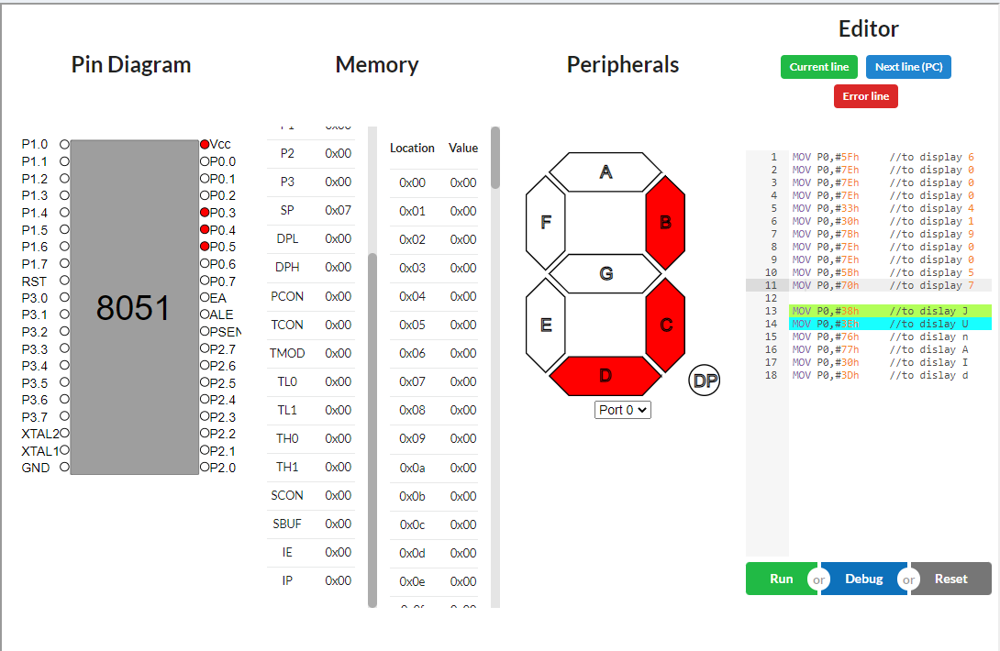 Editor
Pin Diagram
Memory
Peripherals
Current line
Next line (PC)
Error line
P1.0
P1.1
P1.2
P1.3
P1.4
P1.5
P1.6
P1.7
RST
P3.0
P3.1
P3.2
P3.3
P3.4
P3.5
P3.6
P3.7
XTAL2
XTAL1
GND
8051
Vcc
P0.0
P0.1
P0.2
P0.3
P0.4
P0.5
P0.6
P0.7
EA
ALE
PSEN
P2.7
P2.6
P2.5
P2.4
P2.3
P2.2
P2.1
P2.0
P1 0x00
P2 0x00
P3 0x00
SP 0x07
DPL 0x00
DPH 0x00
PCON 0x00
TCON 0x00
TMOD 0x00
TL0 0x00
TL1 0x00
TH0 0x00
TH1 0x00
SCON 0x00
SBUF 0x00
IE 0x00
IP 0x00
Location Value
0x00 0x00
0x01 0x00
0x02 0x00
0x03 0x00
0x04 0x00
0x05 0x00
0x06 0x00
0x07 0x00
0x08 0x00
0x09 0x00
0x0a 0x00
0x0b 0x00
0x0c 0x00
0x0d 0x00
0x0e 0x00
0x0f 0x00
A
F
B
G
E
C
D
DP
Port 0
1 MOV P0,#5Fh //to display 6
2 MOV P0,#7Eh //to display 0
3 MOV P0,#7Eh //to display 0
4 MOV P0,#7Eh //to display 0
5 MOV P0,#33h //to display 4
6 MOV P0,#30h //to display 1
7 MOV P0,#7Bh //to display 9
8 MOV P0,#7Eh //to display 0
9 MOV P0,#7Eh //to display 0
10 MOV P0,#5Bh //to display 5
11 MOV P0,#70h //to display 7
12
13 MOV P0,#38h //to dislay J
14 MOV P0,#3Eh //to dislay U
15 MOV P0,#76h //to dislay n
16 MOV P0,#77h //to dislay A
17 MOV P0,#30h //to dislay I
18 MOV P0,#3Dh //to dislay d
Run or Debug or Reset